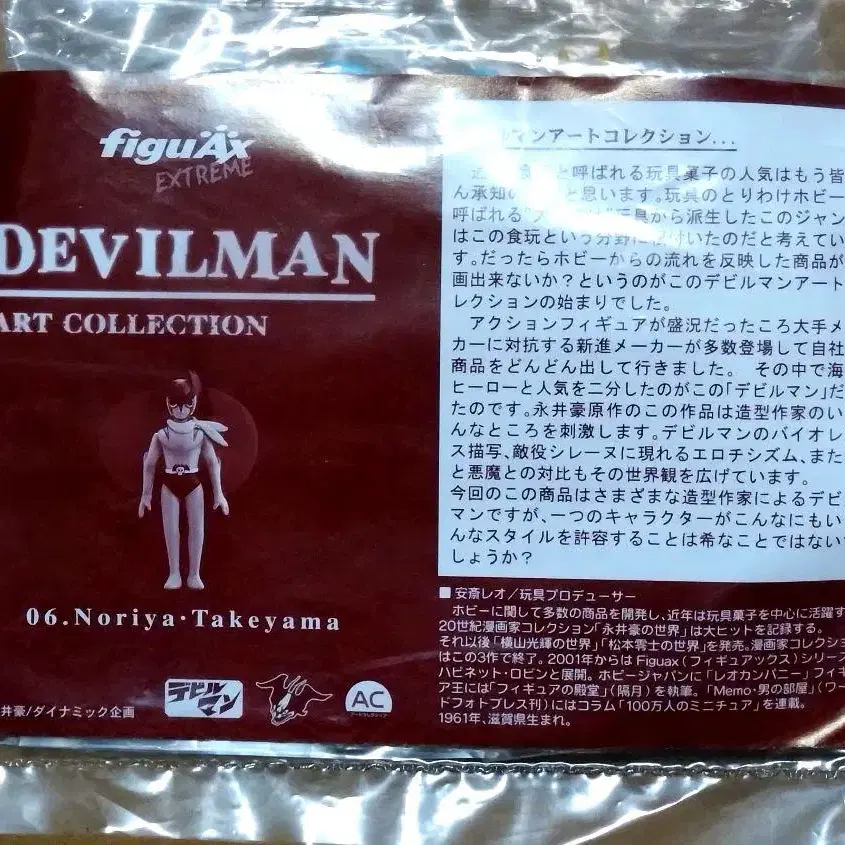 figuAx
EXTREME
DEVILMAN
ART COLLECTION
06.Noriya·Takeyama
井豪/ダイナミック企画
デビル
マン
AC
マンアートコレクション...
と呼ばれる玩具菓子の人気はもう皆
ん承知の と思います。玩具のとりわけホビー
呼ばれる 玩具から派生したこのジャン
はこの食玩という分野に いたのだと考えてい
す。だったらホビーからの流れを反映した商品が
画出来ないか?というのがこのデビルマンアート
レクションの始まりでした。
アクションフィギュアが盛況だったころ大手メ
カーに対抗する新進メーカーが多数登場して自社
商品をどんどん出して行きました。 その中で海
ヒーローと人気を二分したのがこの「デビルマン」だ
たのです。永井豪原作のこの作品は造型作家のい
んなところを刺激します。デビルマンのバイオレ
ス描写、敵役シレーヌに現れるエロチシズム、また
と悪魔との対比もその世界観を広げています。
今回のこの商品はさまざまな造型作家によるデビ
マンですが、一つのキャラクターがこんなにもい
んなスタイルを許容することは希なことではない
しょうか?
■安斎レオ/玩具プロデューサー
ホビーに関して多数の商品を開発し、近年は玩具菓子を中心に活躍す
20世紀漫画家コレクション「永井豪の世界」は大ヒットを記録する。
それ以後「横山光輝の世界」「松本零士の世界」を発売。漫画家コレクショ
はこの3作で終了。2001年からは Figuax(フィギュアックス)シリーズ
ハピネット・ロビンと展開。ホビージャパンに「レオカンパニー」フィギ
ア王には「フィギュアの殿堂」(隔月)を執筆。「Memo・男の部屋」(ワー
ドフォトプレス刊)にはコラム「100万人のミニチュア」を連載。
1961年、滋賀県生まれ。